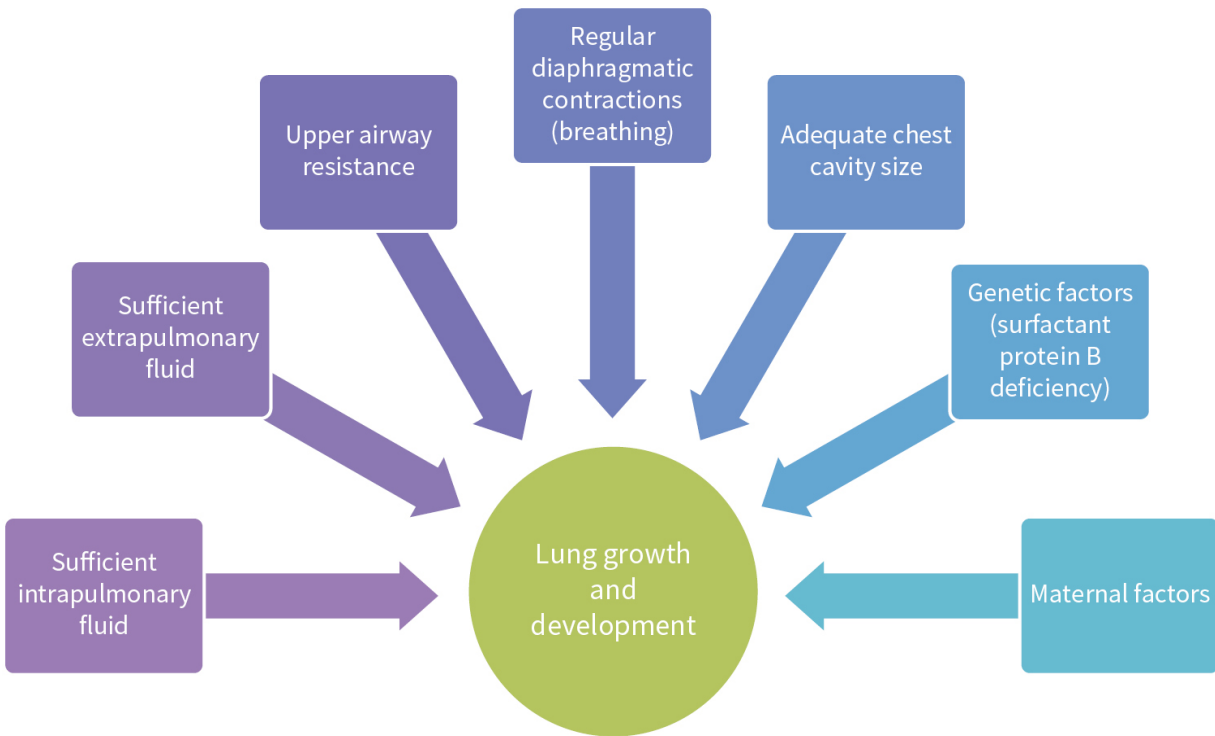 Regular
diaphragmatic
contractions
(breathing)
Upper airway
resistance
Adequate chest
cavity size
Sufficient
extrapulmonary
fluid
Genetic factors
(surfactant
protein B
deficiency)
Sufficient
intrapulmonary
fluid
Lung growth
and
development
Maternal factors